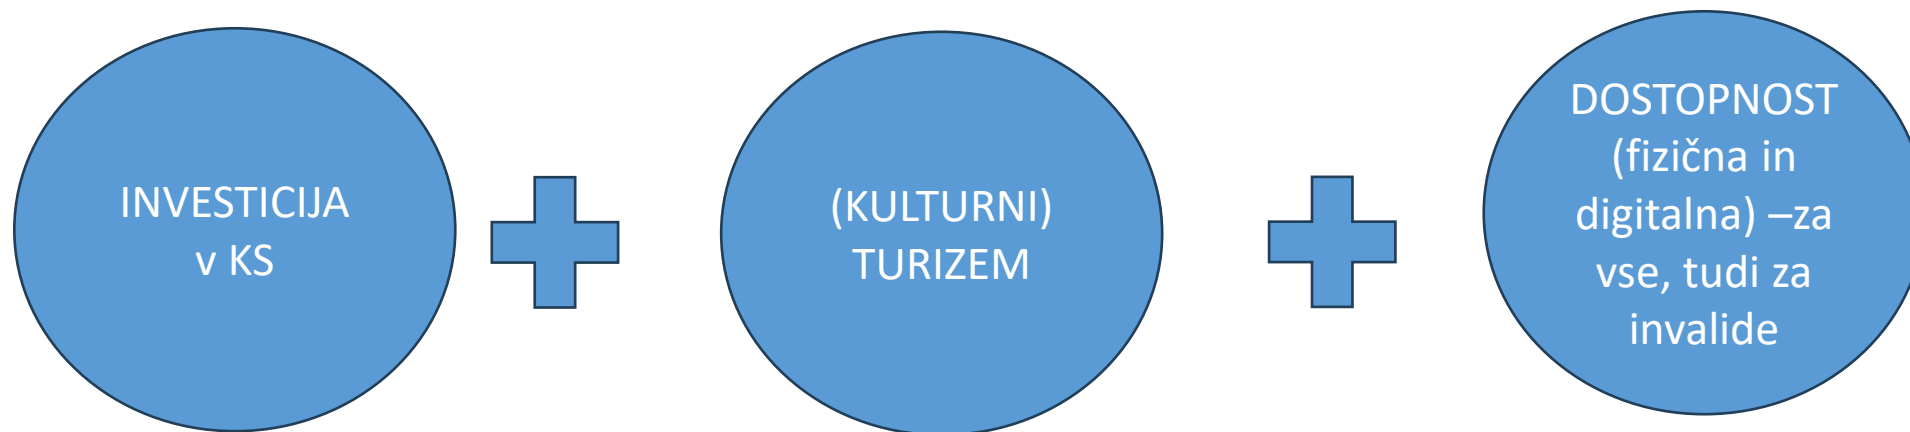 INVESTICIJA
v KS
(KULTURNI)
TURIZEM
DOSTOPNOST
(fizična in
digitalna) –za
vse, tudi za
invalide